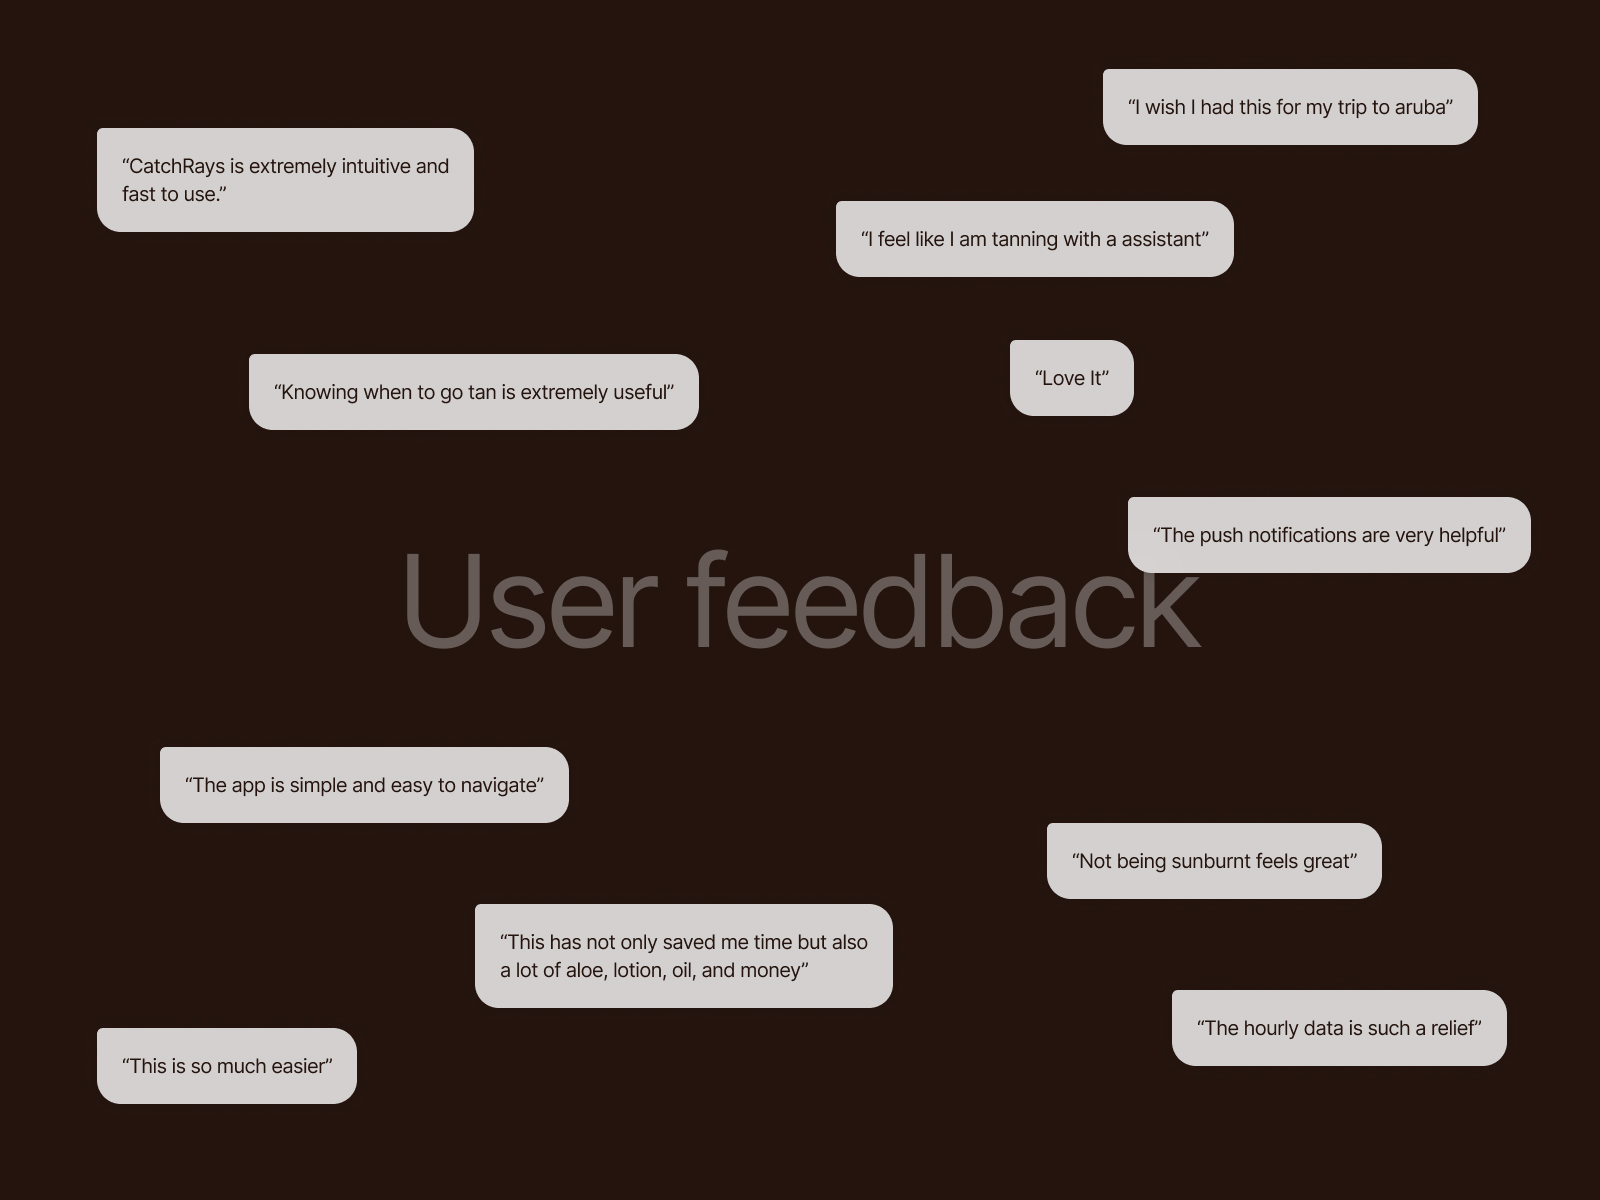 “I wish I had this for my trip to aruba”
“CatchRays is extremely intuitive and
fast to use.”
“I feel like I am tanning with a assistant”
“Love It”
“Knowing when to go tan is extremely useful”
“The push notifications are very helpful”
User feedback
“The app is simple and easy to navigate”
“Not being sunburnt feels great”
“This has not only saved me time but also
a lot of aloe, lotion, oil, and money”
“The hourly data is such a relief”
“This is so much easier”